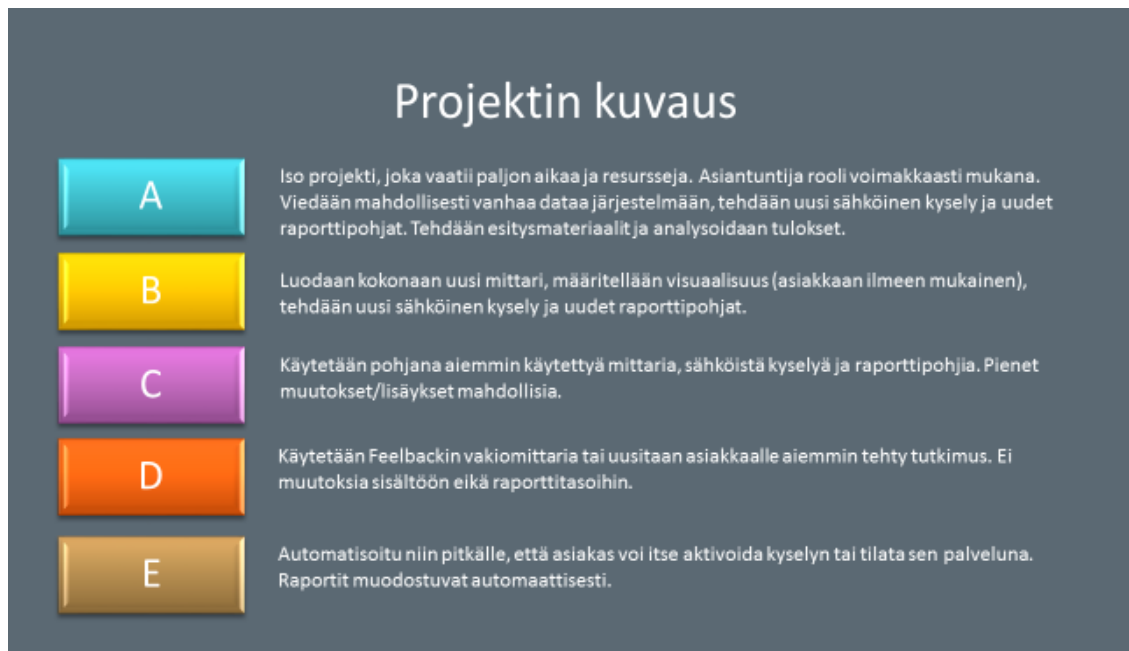 Projektin kuvaus
A
Iso projekti, joka vaatii paljon aikaa ja resursseja. Asiantuntija rooli voimakkaasti mukana.
Viedään mahdollisesti vanhaa dataa järjestelmään, tehdään uusi sähköinen kysely ja uudet
raporttipohjat. Tehdään esitysmateriaalit ja analysoidaan tulokset.
B
Luodaan kokonaan uusi mittari, määritellään visuaalisuus (asiakkaan ilmeen mukainen),
tehdään uusi sähköinen kysely ja uudet raporttipohjat.
C
Käytetään pohjana aiemmin käytettyä mittaria, sähköistä kyselyä ja raporttipohjia. Pienet
muutokset/lisäykset mahdollisia.
D
Käytetään Feelbackin vakiomittaria tai uusitaan asiakkaalle aiemmin tehty tutkimus. Ei
muutoksia sisältöön eikä raporttitasoihin.
E
Automatisoitu niin pitkälle, että asiakas voi itse aktivoida kyselyn tai tilata sen palveluna.
Raportit muodostuvat automaattisesti.